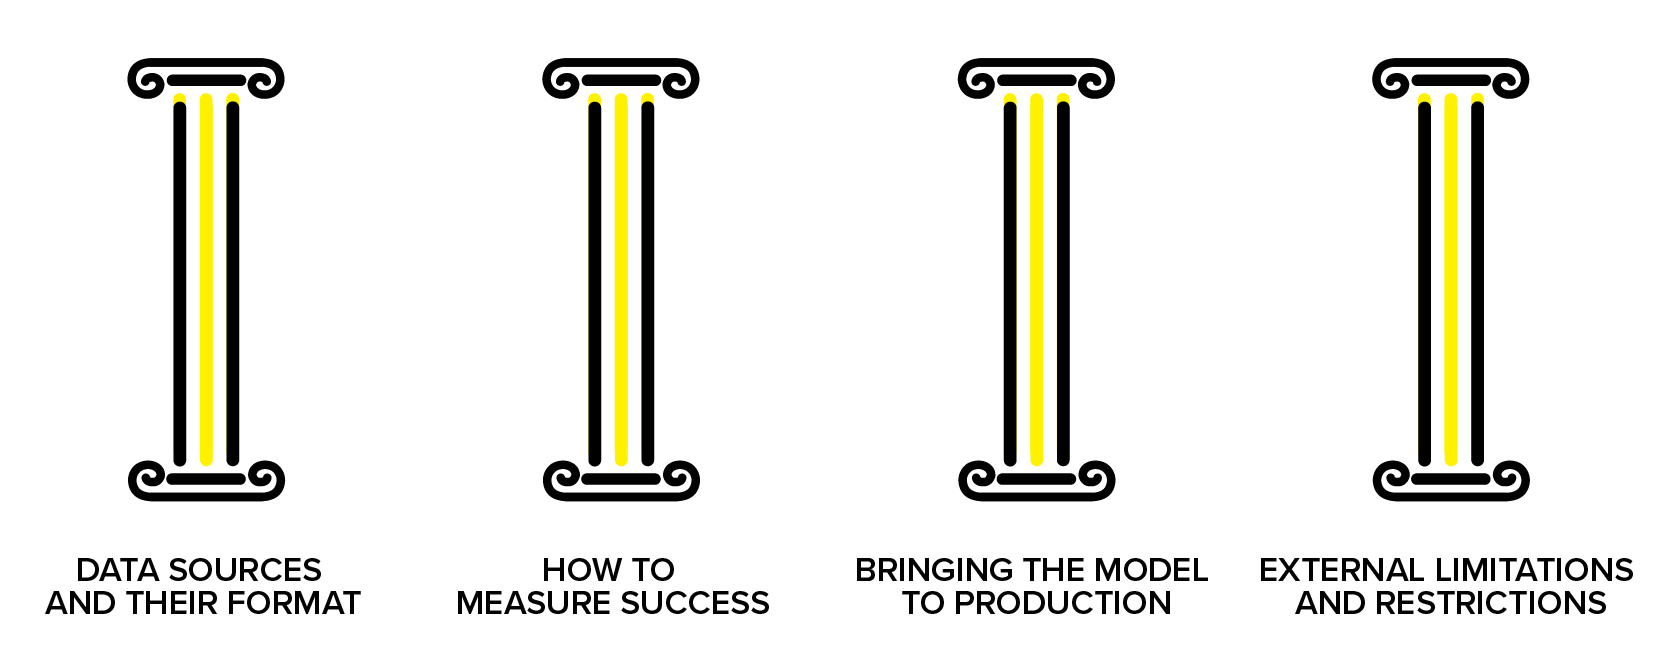 DATA SOURCES
AND THEIR FORMAT
HOW TO
MEASURE SUCCESS
BRINGING THE MODEL
TO PRODUCTION
EXTERNAL LIMITATIONS
AND RESTRICTIONS